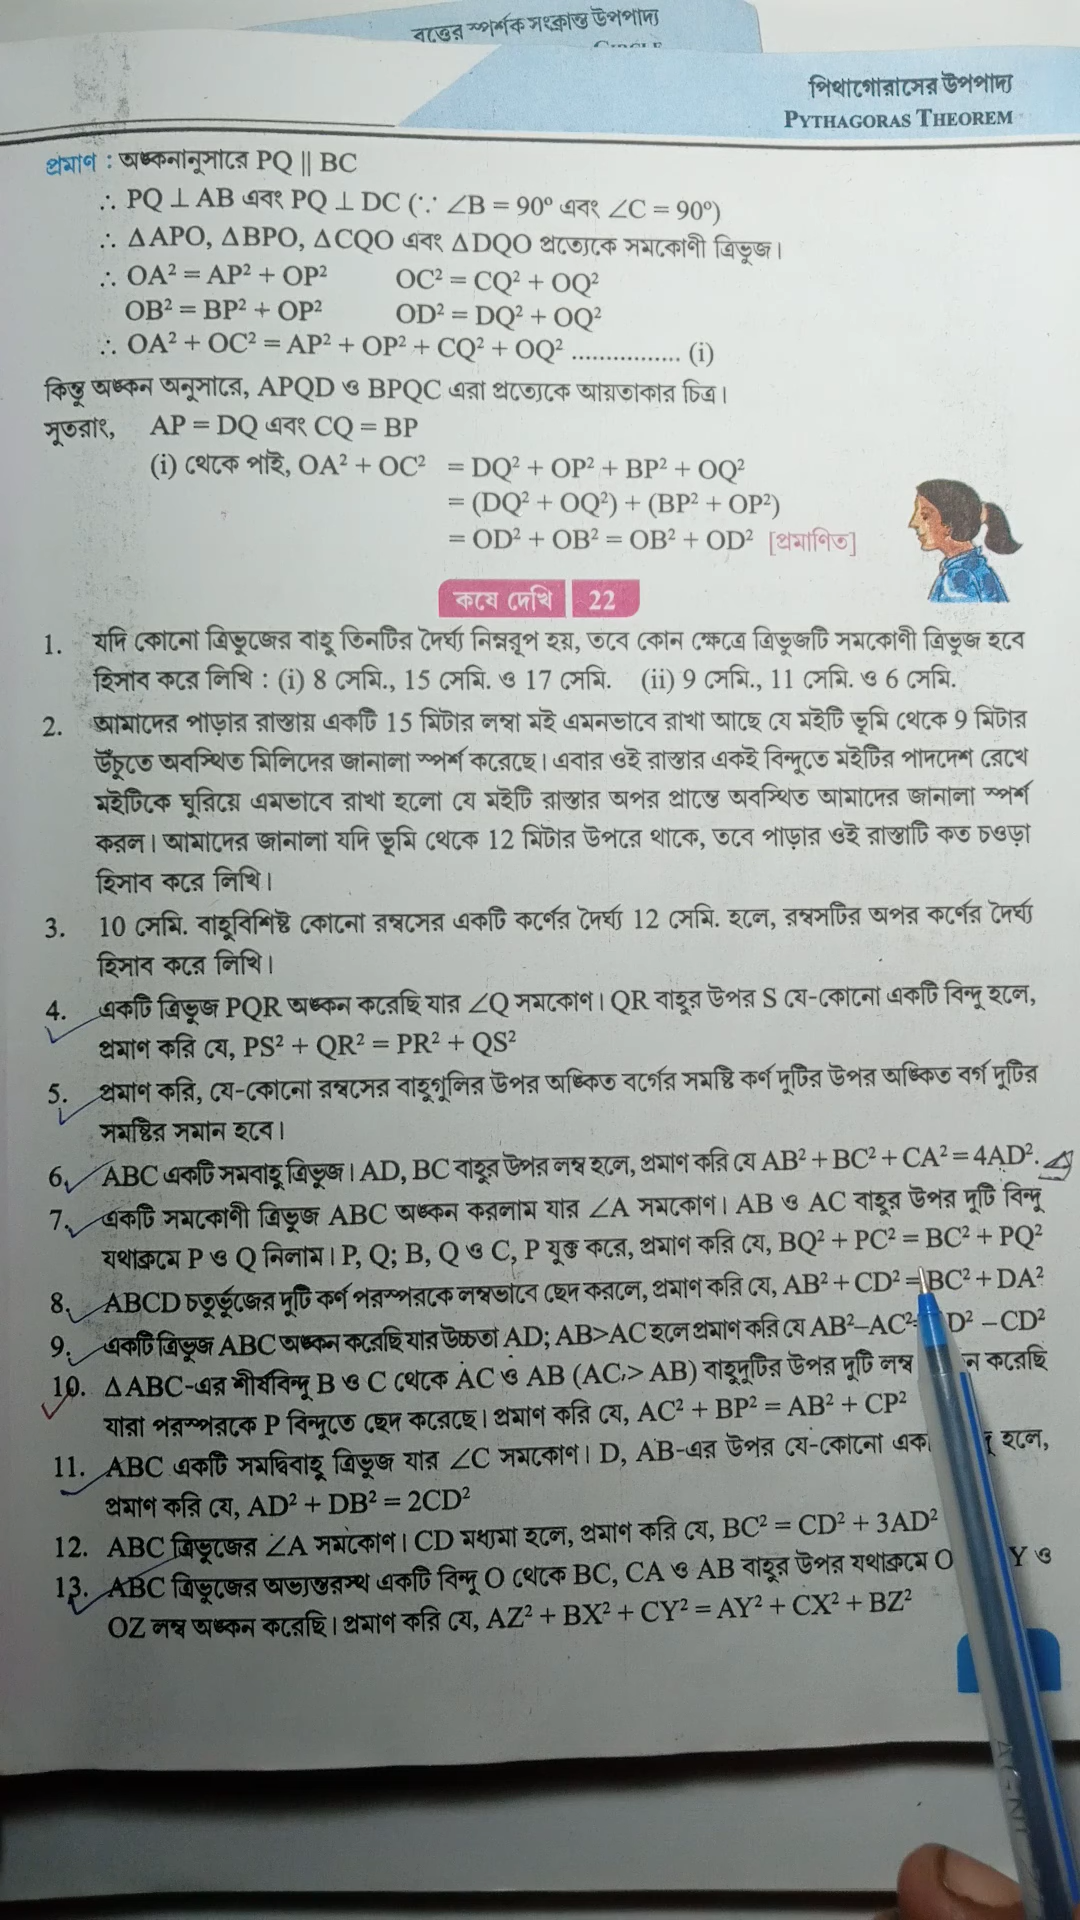 বৃত্তের স্পর্শক সংক্রান্ত উপপাদ্য
পিথাগোরাসের উপপাদ্য
PYTHAGORAS THEOREM
প্রমাণ : অঙ্কনানুসারে PQ || BC
∴ PQ ⊥ AB এবং PQ ⊥ DC (∵ ∠B = 90° এবং ∠C = 90°)
∴ ΔAPO, ΔBPO, ΔCQO এবং ΔDQO প্রত্যেকে সমকোণী ত্রিভুজ।
∴ OA² = AP² + OP² OC² = CQ² + OQ²
OB² = BP² + OP² OD² = DQ² + OQ²
∴ OA² + OC² = AP² + OP² + CQ² + OQ² ................ (i)
কিন্তু অঙ্কন অনুসারে, APQD ও BPQC এরা প্রত্যেকে আয়তাকার চিত্র।
সুতরাং, AP = DQ এবং CQ = BP
(i) থেকে পাই, OA² + OC² = DQ² + OP² + BP² + OQ²
= (DQ² + OQ²) + (BP² + OP²)
= OD² + OB² = OB² + OD² [প্রমাণিত]
কষে দেখি 22
1. যদি কোনো ত্রিভুজের বাহু তিনটির দৈর্ঘ্য নিম্নরূপ হয়, তবে কোন ক্ষেত্রে ত্রিভুজটি সমকোণী ত্রিভুজ হবে
হিসাব করে লিখি : (i) 8 সেমি., 15 সেমি. ও 17 সেমি. (ii) 9 সেমি., 11 সেমি. ও 6 সেমি.
2. আমাদের পাড়ার রাস্তায় একটি 15 মিটার লম্বা মই এমনভাবে রাখা আছে যে মইটি ভূমি থেকে 9 মিটার
উঁচুতে অবস্থিত মিলিদের জানালা স্পর্শ করেছে। এবার ওই রাস্তার একই বিন্দুতে মইটির পাদদেশ রেখে
মইটিকে ঘুরিয়ে এমভাবে রাখা হলো যে মইটি রাস্তার অপর প্রান্তে অবস্থিত আমাদের জানালা স্পর্শ
করল। আমাদের জানালা যদি ভূমি থেকে 12 মিটার উপরে থাকে, তবে পাড়ার ওই রাস্তাটি কত চওড়া
হিসাব করে লিখি।
3. 10 সেমি. বাহুবিশিষ্ট কোনো রম্বসের একটি কর্ণের দৈর্ঘ্য 12 সেমি. হলে, রম্বসটির অপর কর্ণের দৈর্ঘ্য
হিসাব করে লিখি।
4. একটি ত্রিভুজ PQR অঙ্কন করেছি যার ∠Q সমকোণ। QR বাহুর উপর S যে-কোনো একটি বিন্দু হলে,
প্রমাণ করি যে, PS² + QR² = PR² + QS²
5. প্রমাণ করি, যে-কোনো রম্বসের বাহুগুলির উপর অঙ্কিত বর্গের সমষ্টি কর্ণ দুটির উপর অঙ্কিত বর্গ দুটির
সমষ্টির সমান হবে।
6. ABC একটি সমবাহু ত্রিভুজ। AD, BC বাহুর উপর লম্ব হলে, প্রমাণ করি যে AB² + BC² + CA² = 4AD².
7. একটি সমকোণী ত্রিভুজ ABC অঙ্কন করলাম যার ∠A সমকোণ। AB ও AC বাহুর উপর দুটি বিন্দু
যথাক্রমে P ও Q নিলাম। P, Q; B, Q ও C, P যুক্ত করে, প্রমাণ করি যে, BQ² + PC² = BC² + PQ²
8. ABCD চতুর্ভুজের দুটি কর্ণ পরস্পরকে লম্বভাবে ছেদ করলে, প্রমাণ করি যে, AB² + CD² = BC² + DA²
9. একটি ত্রিভুজ ABC অঙ্কন করেছি যার উচ্চতা AD; AB>AC হলে প্রমাণ করি যে AB²–AC²= D² – CD²
10. ΔABC-এর শীর্ষবিন্দু B ও C থেকে AC ও AB (AC > AB) বাহুদুটির উপর দুটি লম্ব ন করেছি
যারা পরস্পরকে P বিন্দুতে ছেদ করেছে। প্রমাণ করি যে, AC² + BP² = AB² + CP²
11. ABC একটি সমদ্বিবাহু ত্রিভুজ যার ∠C সমকোণ। D, AB-এর উপর যে-কোনো এক হলে,
প্রমাণ করি যে, AD² + DB² = 2CD²
12. ABC ত্রিভুজের ∠A সমকোণ। CD মধ্যমা হলে, প্রমাণ করি যে, BC² = CD² + 3AD²
13. ABC ত্রিভুজের অভ্যন্তরস্থ একটি বিন্দু O থেকে BC, CA ও AB বাহুর উপর যথাক্রমে O Y ও
OZ লম্ব অঙ্কন করেছি। প্রমাণ করি যে, AZ² + BX² + CY² = AY² + CX² + BZ²